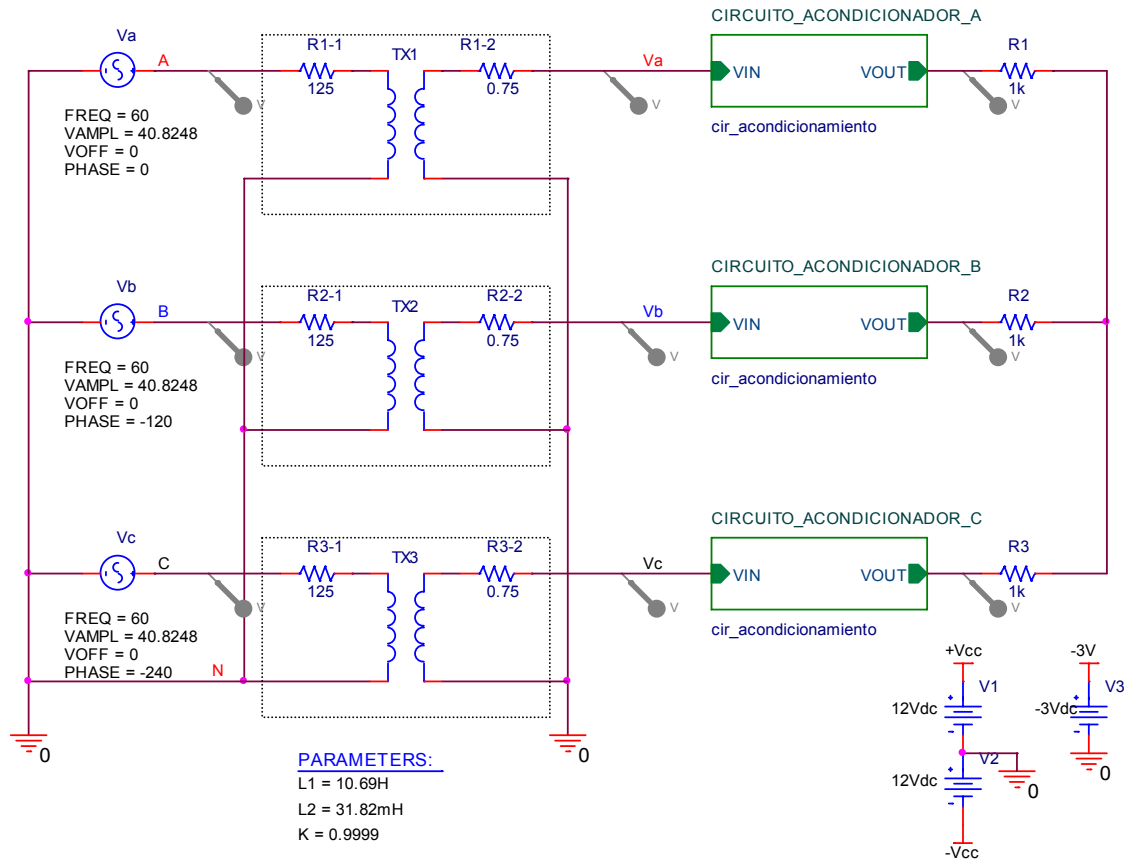 CIRCUITO_ACONDICIONADOR_A
Va
A
R1-1
125
TX1
R1-2
0.75
V
Va
V
VIN
VOUT
V
R1
1k
cir_acondicionamiento
FREQ = 60
VAMPL = 40.8248
VOFF = 0
PHASE = 0
CIRCUITO_ACONDICIONADOR_B
Vb
B
R2-1
125
TX2
R2-2
0.75
V
Vb
V
VIN
VOUT
V
R2
1k
cir_acondicionamiento
FREQ = 60
VAMPL = 40.8248
VOFF = 0
PHASE = -120
CIRCUITO_ACONDICIONADOR_C
Vc
C
R3-1
125
TX3
R3-2
0.75
V
Vc
V
VIN
VOUT
V
R3
1k
cir_acondicionamiento
FREQ = 60
VAMPL = 40.8248
VOFF = 0
PHASE = -240
N
0
0
+Vcc
V1
12Vdc
V2
12Vdc
0
-Vcc
-3V
V3
-3Vdc
0
PARAMETERS:
L1 = 10.69H
L2 = 31.82mH
K = 0.9999